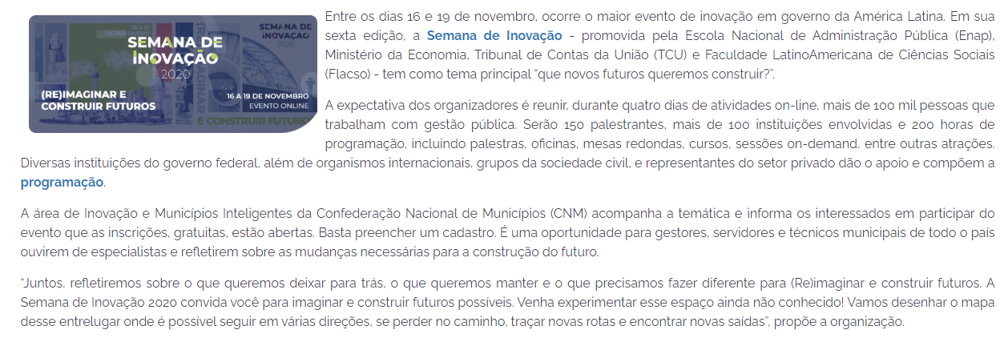 SEMANA DE
INOVAÇÃO
2020
(RE)IMAGINAR E
CONSTRUIR FUTUROS
16 A 19 DE NOVEMBRO
EVENTO ONLINE
16 A 19
DE NOVEMBRO
SEMANA DE
INOVAÇÃO
2020
E CONSTRUIR FUTUROS
Entre os dias 16 e 19 de novembro, ocorre o maior evento de inovação em governo da América Latina. Em sua
sexta edição, a Semana de Inovação - promovida pela Escola Nacional de Administração Pública (Enap),
Ministério da Economia, Tribunal de Contas da União (TCU) e Faculdade LatinoAmericana de Ciências Sociais
(Flacso) - tem como tema principal “que novos futuros queremos construir?”.
A expectativa dos organizadores é reunir, durante quatro dias de atividades on-line, mais de 100 mil pessoas que
trabalham com gestão pública. Serão 150 palestrantes, mais de 100 instituições envolvidas e 200 horas de
programação, incluindo palestras, oficinas, mesas redondas, cursos, sessões on-demand, entre outras atrações.
Diversas instituições do governo federal, além de organismos internacionais, grupos da sociedade civil, e representantes do setor privado dão o apoio e compõem a
programação.
A área de Inovação e Municípios Inteligentes da Confederação Nacional de Municípios (CNM) acompanha a temática e informa os interessados em participar do
evento que as inscrições, gratuitas, estão abertas. Basta preencher um cadastro. É uma oportunidade para gestores, servidores e técnicos municipais de todo o país
ouvirem de especialistas e refletirem sobre as mudanças necessárias para a construção do futuro.
“Juntos, refletiremos sobre o que queremos deixar para trás, o que queremos manter e o que precisamos fazer diferente para (Re)imaginar e construir futuros. A
Semana de Inovação 2020 convida você para imaginar e construir futuros possíveis. Venha experimentar esse espaço ainda não conhecido! Vamos desenhar o mapa
desse entrelugar onde é possível seguir em várias direções, se perder no caminho, traçar novas rotas e encontrar novas saídas”, propõe a organização.